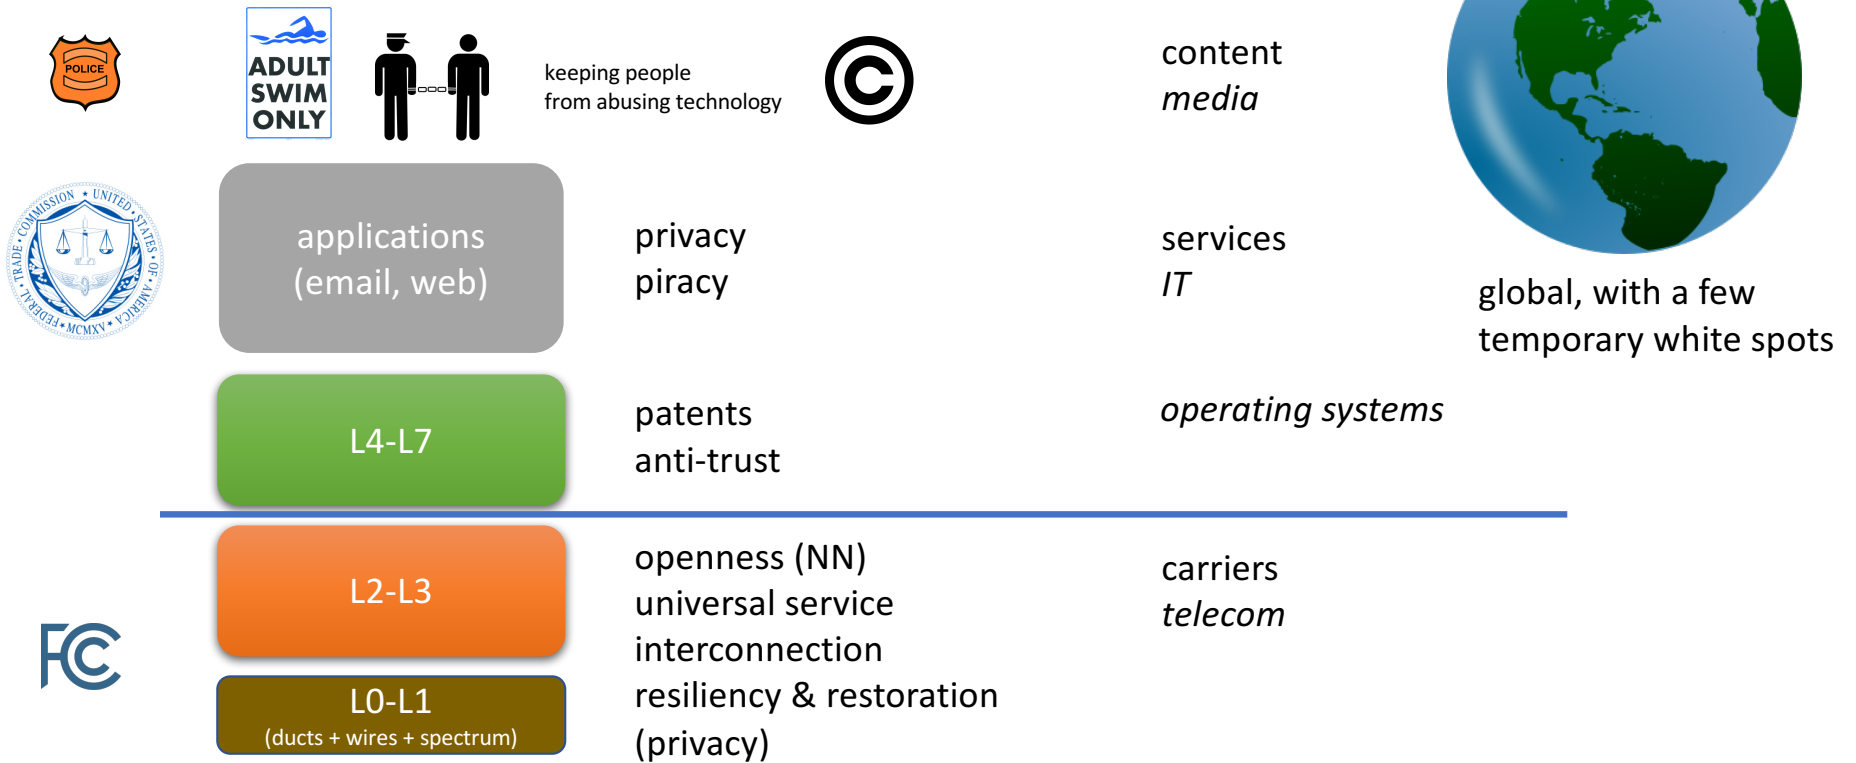 POLICE
ADULT
SWIM
ONLY
keeping people
from abusing technology
©
content
media
FEDERAL • TRADE • COMMISSION ★ UNITED • STATES • OF • AMERICA
★ MCMXV ★
applications
(email, web)
privacy
piracy
services
IT
global, with a few
temporary white spots
L4-L7
patents
anti-trust
operating systems
L2-L3
openness (NN)
universal service
interconnection
resiliency & restoration
(privacy)
carriers
telecom
FCC
L0-L1
(ducts + wires + spectrum)